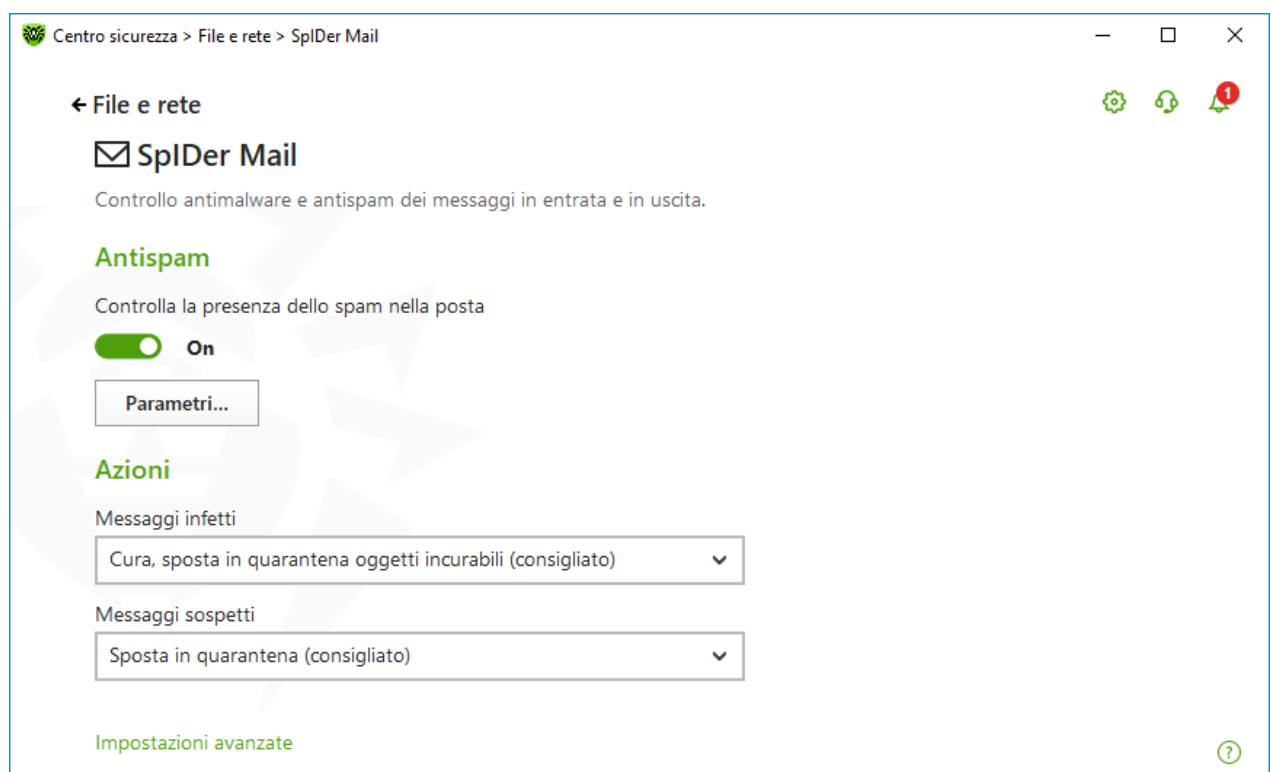 Centro sicurezza > File e rete > SpIDer Mail
File e rete
1
SpIDer Mail
Controllo antimalware e antispam dei messaggi in entrata e in uscita.
Antispam
Controlla la presenza dello spam nella posta
On
Parametri...
Azioni
Messaggi infetti
Cura, sposta in quarantena oggetti incurabili (consigliato)
Messaggi sospetti
Sposta in quarantena (consigliato)
Impostazioni avanzate
?